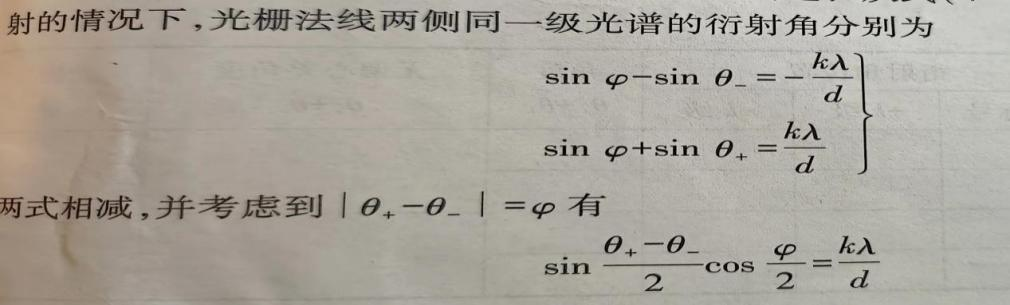 射的情况下,光栅法线两侧同一级光谱的衍射角分别为
sin φ-sin θ₋=-kλ/d
sin φ+sin θ₊=kλ/d
两式相减,并考虑到|θ₊-θ₋|=φ有
sin (θ₊-θ₋)/2 cos φ/2=kλ/d